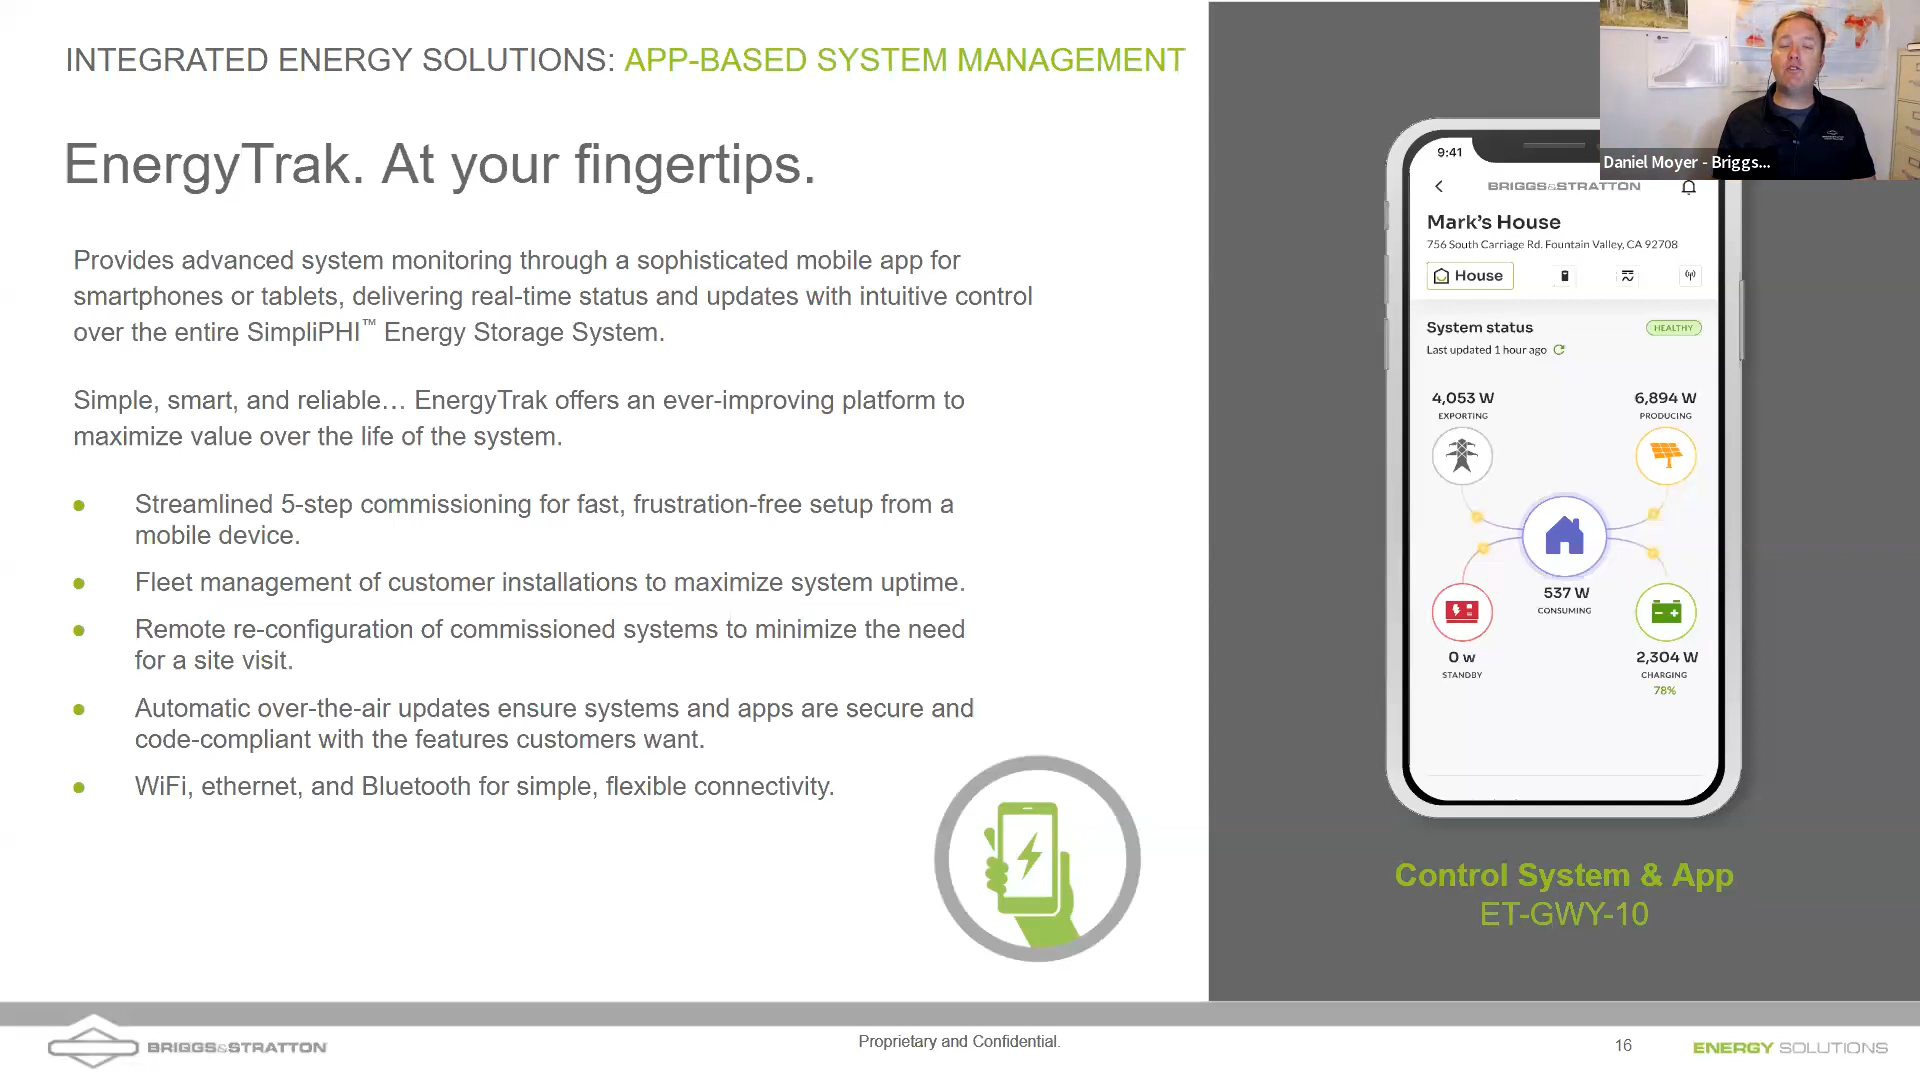 INTEGRATED ENERGY SOLUTIONS: APP-BASED SYSTEM MANAGEMENT
EnergyTrak. At your fingertips.
Provides advanced system monitoring through a sophisticated mobile app for
smartphones or tablets, delivering real-time status and updates with intuitive control
over the entire SimpliPHI™ Energy Storage System.
Simple, smart, and reliable… EnergyTrak offers an ever-improving platform to
maximize value over the life of the system.
● Streamlined 5-step commissioning for fast, frustration-free setup from a
mobile device.
● Fleet management of customer installations to maximize system uptime.
● Remote re-configuration of commissioned systems to minimize the need
for a site visit.
● Automatic over-the-air updates ensure systems and apps are secure and
code-compliant with the features customers want.
● WiFi, ethernet, and Bluetooth for simple, flexible connectivity.
Daniel Moyer - Briggs...
9:41
BRIGGS&STRATTON
Mark's House
756 South Carriage Rd. Fountain Valley, CA 92708
House
System status
HEALTHY
Last updated 1 hour ago
4,053 W
EXPORTING
6,894 W
PRODUCING
537 W
CONSUMING
0 w
STANDBY
2,304 W
CHARGING
78%
Control System & App
ET-GWY-10
BRIGGS&STRATTON
Proprietary and Confidential.
16
ENERGY SOLUTIONS